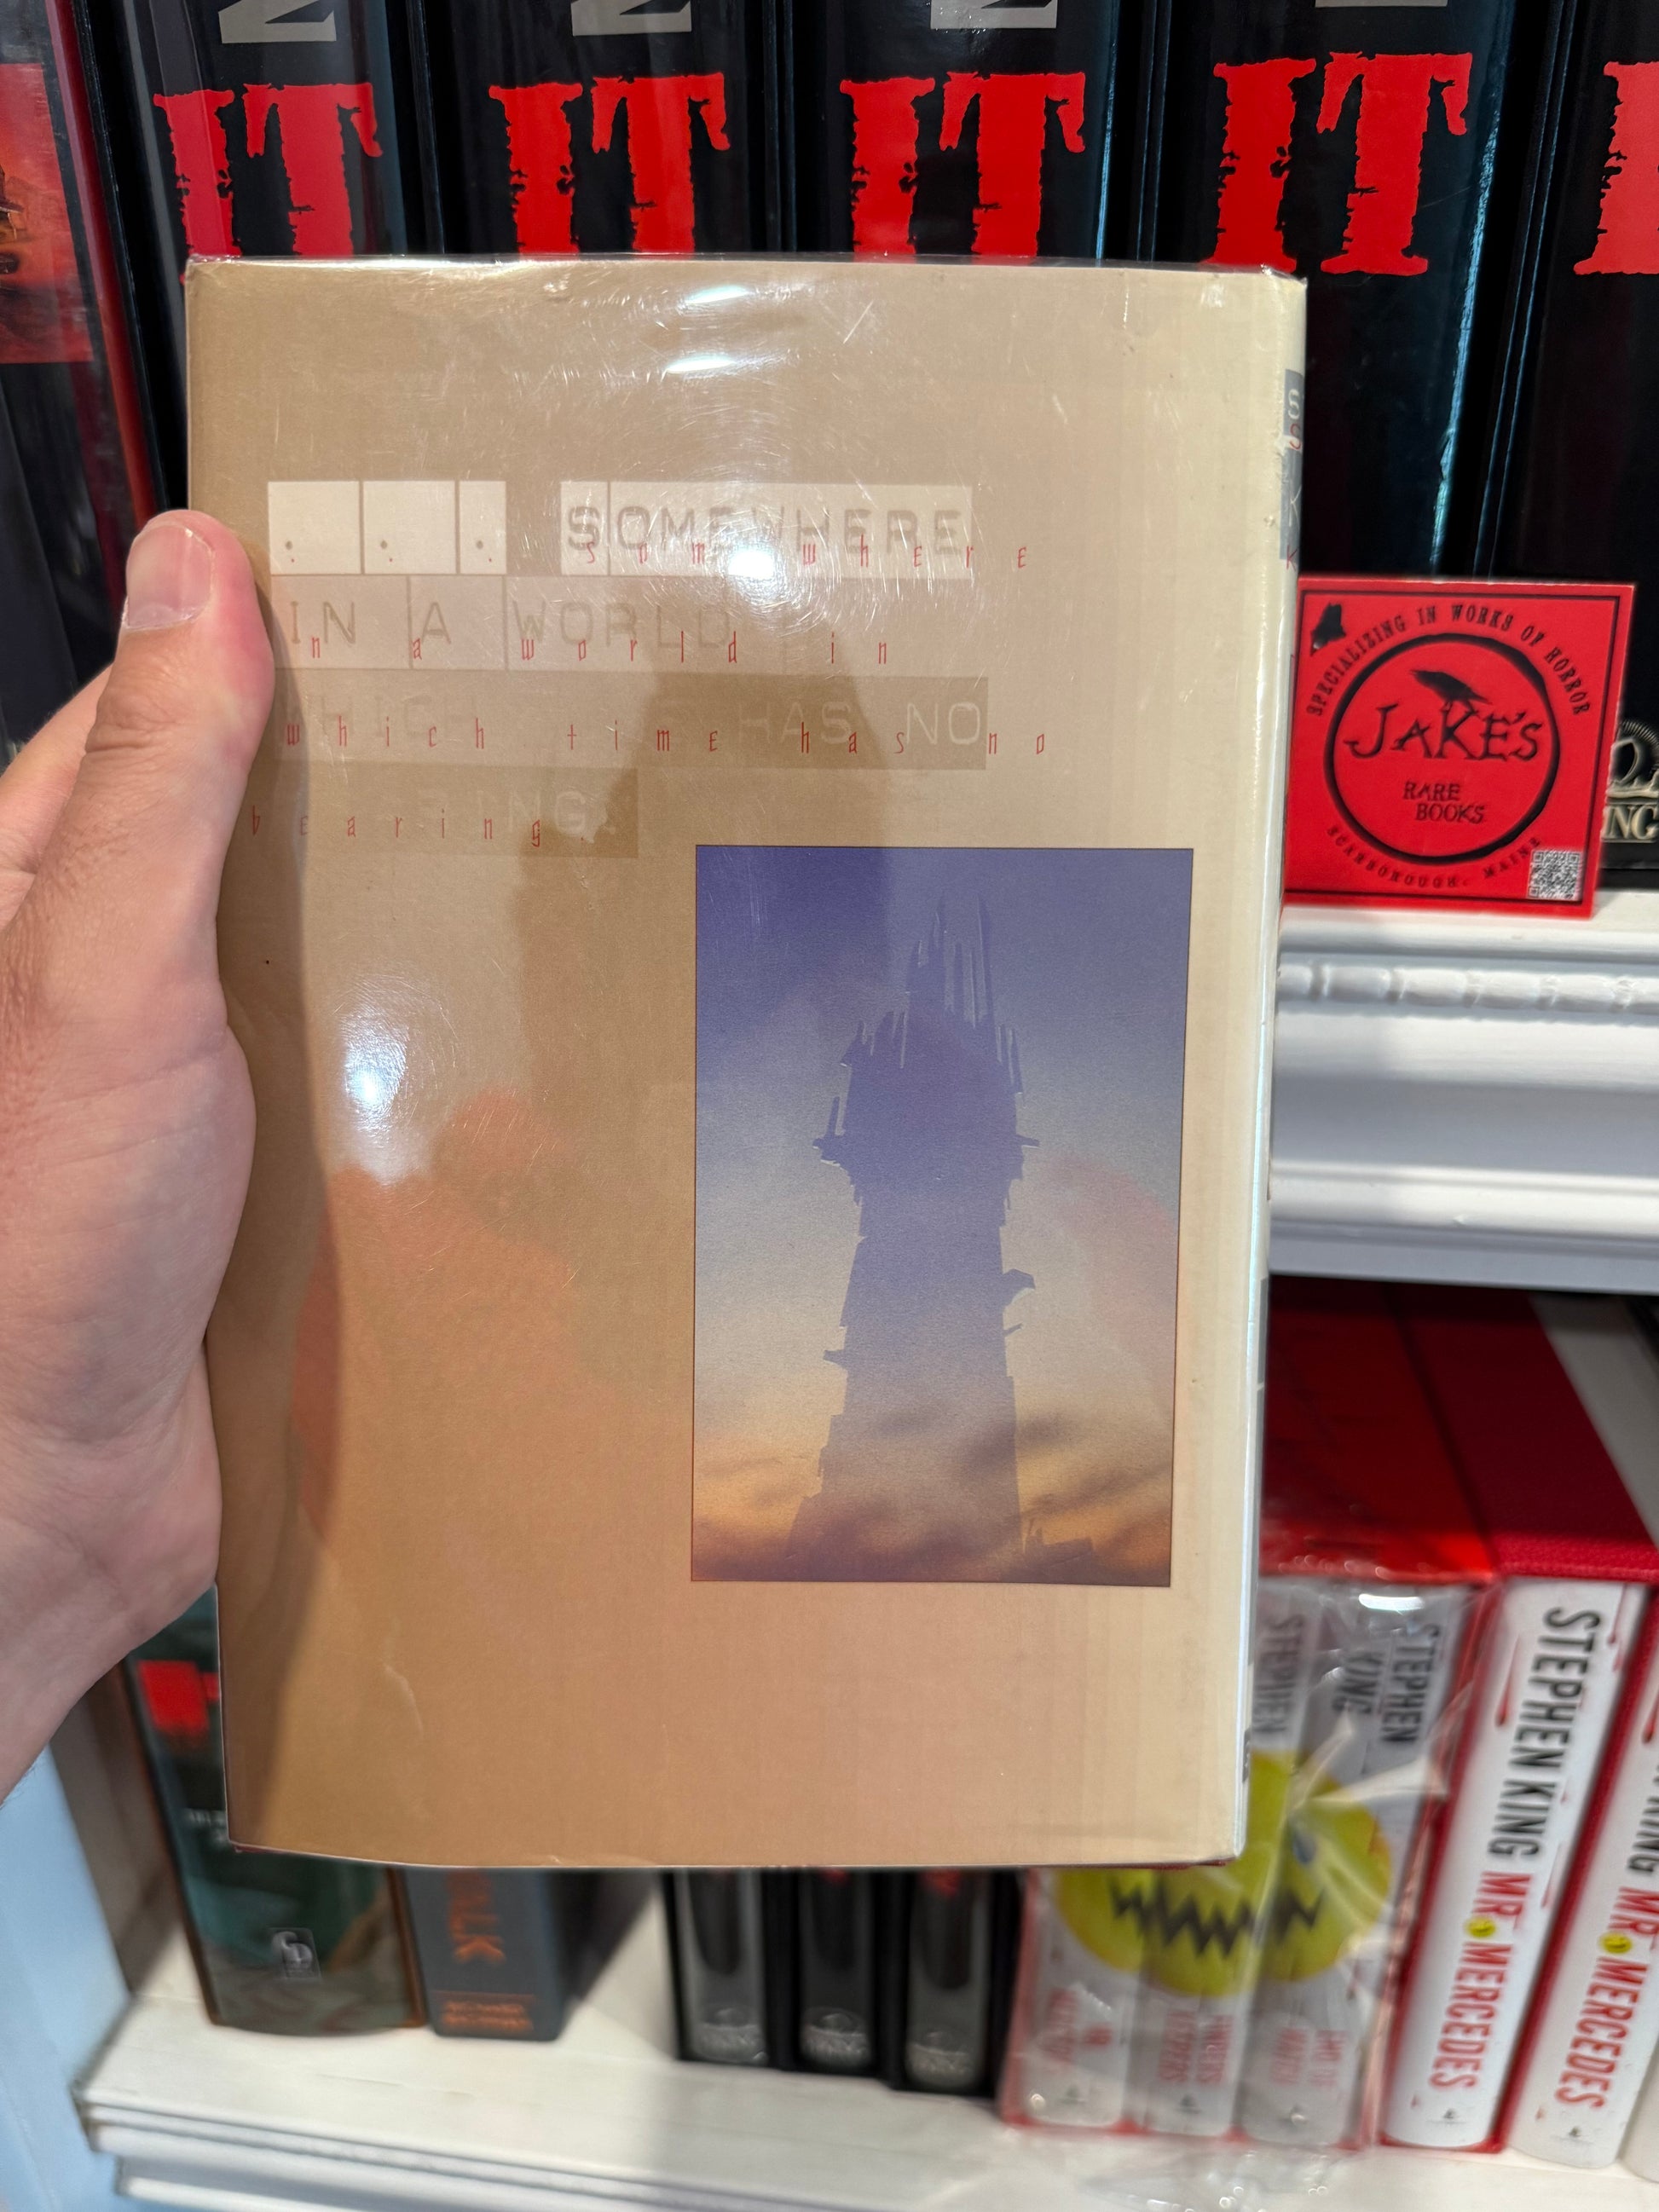 IT IT IT IT
. . . SOMEWHERE
. . . somewhere
IN A WORLD
in a world in
HAS NO
which time has no
bearing.
SPECIALIZING IN WORKS OF HORROR
JAKE'S
RARE
BOOKS
SCARBOROUGH - MAINE
STEPHEN
STEPHEN
KING
STEPHEN KING MR MERCEDES
KING MR MERCEDES